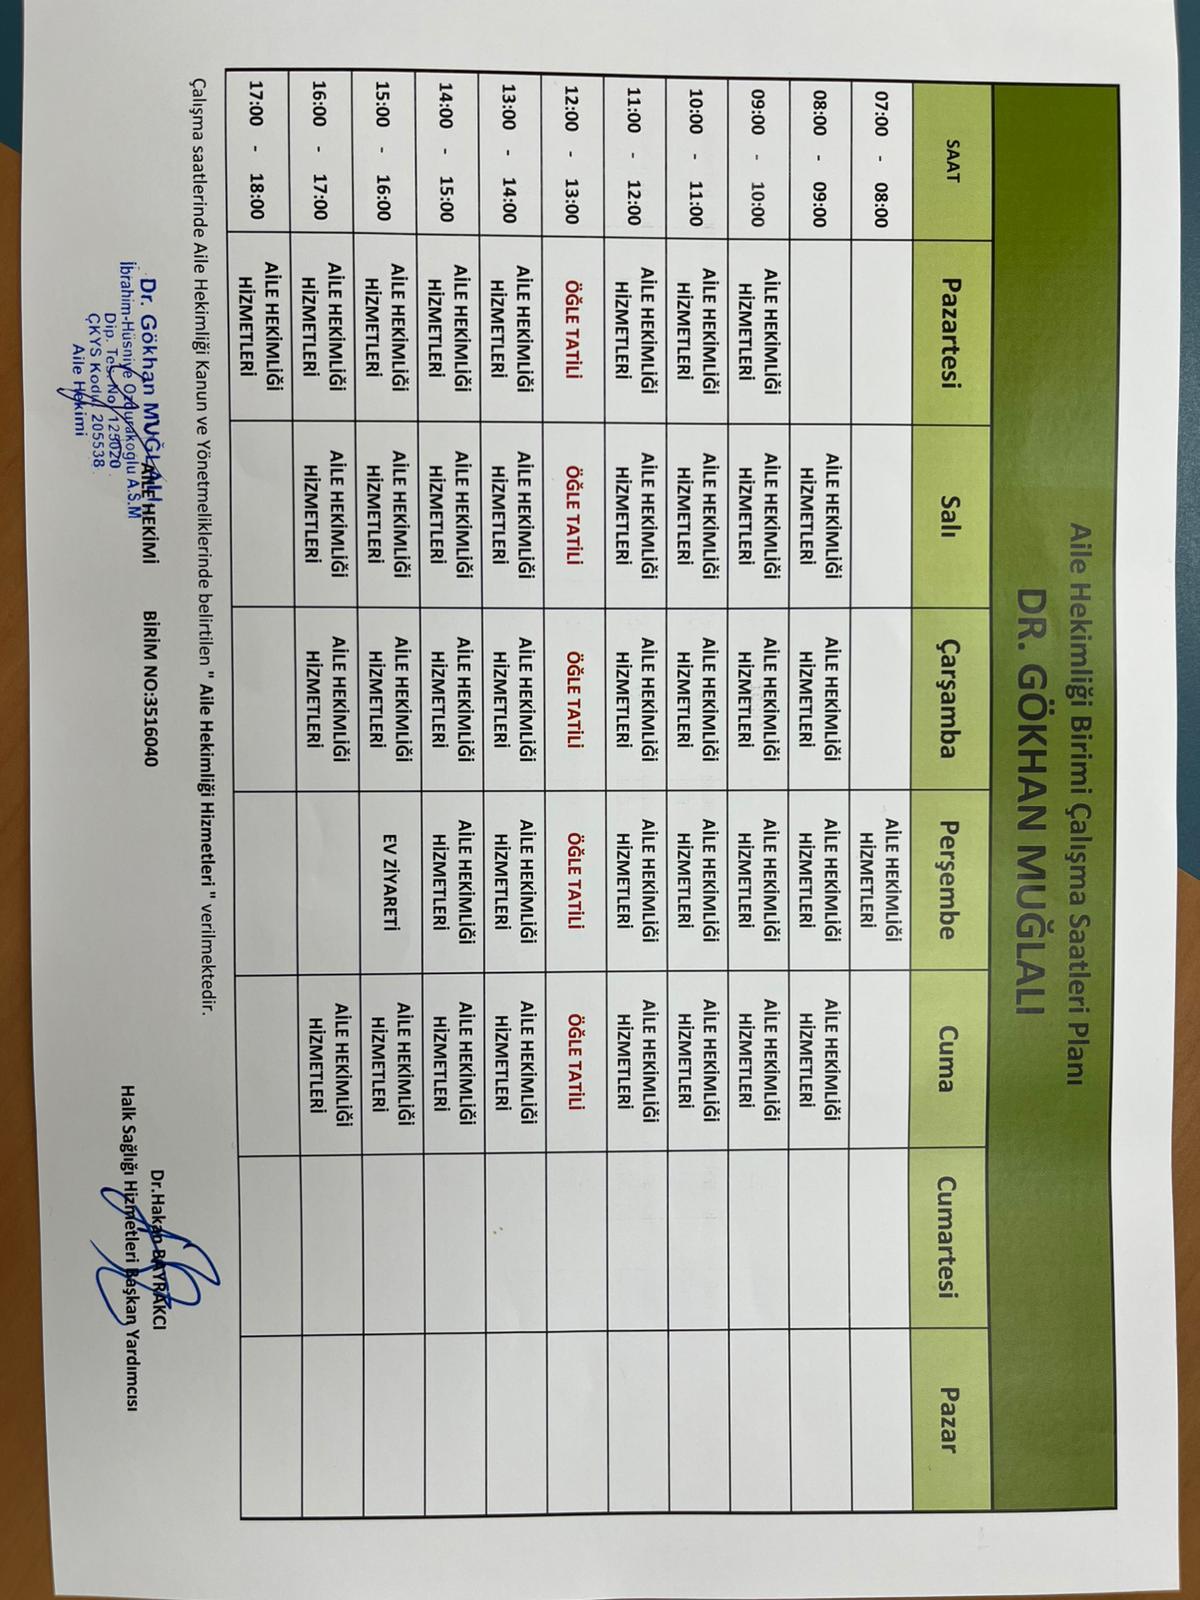 Aile Hekimliği Birimi Çalışma Saatleri Planı
DR. GÖKHAN MUĞLALI
SAAT Pazartesi Salı Çarşamba Perşembe Cuma Cumartesi Pazar
07:00 - 08:00 AİLE HEKİMLİĞİ
HİZMETLERİ
08:00 - 09:00 AİLE HEKİMLİĞİ AİLE HEKİMLİĞİ AİLE HEKİMLİĞİ AİLE HEKİMLİĞİ
HİZMETLERİ HİZMETLERİ HİZMETLERİ HİZMETLERİ
09:00 - 10:00 AİLE HEKİMLİĞİ AİLE HEKİMLİĞİ AİLE HEKİMLİĞİ AİLE HEKİMLİĞİ AİLE HEKİMLİĞİ
HİZMETLERİ HİZMETLERİ HİZMETLERİ HİZMETLERİ HİZMETLERİ
10:00 - 11:00 AİLE HEKİMLİĞİ AİLE HEKİMLİĞİ AİLE HEKİMLİĞİ AİLE HEKİMLİĞİ AİLE HEKİMLİĞİ
HİZMETLERİ HİZMETLERİ HİZMETLERİ HİZMETLERİ HİZMETLERİ
11:00 - 12:00 AİLE HEKİMLİĞİ AİLE HEKİMLİĞİ AİLE HEKİMLİĞİ AİLE HEKİMLİĞİ AİLE HEKİMLİĞİ
HİZMETLERİ HİZMETLERİ HİZMETLERİ HİZMETLERİ HİZMETLERİ
12:00 - 13:00 ÖĞLE TATİLİ ÖĞLE TATİLİ ÖĞLE TATİLİ ÖĞLE TATİLİ ÖĞLE TATİLİ
13:00 - 14:00 AİLE HEKİMLİĞİ AİLE HEKİMLİĞİ AİLE HEKİMLİĞİ AİLE HEKİMLİĞİ AİLE HEKİMLİĞİ
HİZMETLERİ HİZMETLERİ HİZMETLERİ HİZMETLERİ HİZMETLERİ
14:00 - 15:00 AİLE HEKİMLİĞİ AİLE HEKİMLİĞİ AİLE HEKİMLİĞİ AİLE HEKİMLİĞİ AİLE HEKİMLİĞİ
HİZMETLERİ HİZMETLERİ HİZMETLERİ HİZMETLERİ HİZMETLERİ
15:00 - 16:00 AİLE HEKİMLİĞİ AİLE HEKİMLİĞİ AİLE HEKİMLİĞİ EV ZİYARETİ AİLE HEKİMLİĞİ
HİZMETLERİ HİZMETLERİ HİZMETLERİ HİZMETLERİ
16:00 - 17:00 AİLE HEKİMLİĞİ AİLE HEKİMLİĞİ AİLE HEKİMLİĞİ AİLE HEKİMLİĞİ
HİZMETLERİ HİZMETLERİ HİZMETLERİ HİZMETLERİ
17:00 - 18:00 AİLE HEKİMLİĞİ
HİZMETLERİ
Çalışma saatlerinde Aile Hekimliği Kanun ve Yönetmeliklerinde belirtilen " Aile Hekimliği Hizmetleri " verilmektedir.
Dr. Gökhan MUĞLALI AİLE HEKİMİ BİRİM NO:3516040
İbrahim-Hüsniye A.S.M
Dip. Tes. No 125020
ÇKYS Kodu 205538
Aile Hekimi
Dr.Hakan BAYRAKCI
Halk Sağlığı Hizmetleri Başkan Yardımcısı